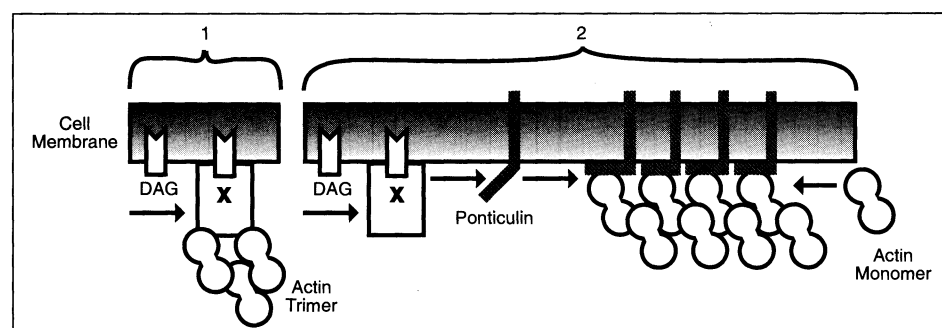 1
2
Cell
Membrane
DAG
X
DAG
X
Ponticulin
Actin
Trimer
Actin
Monomer